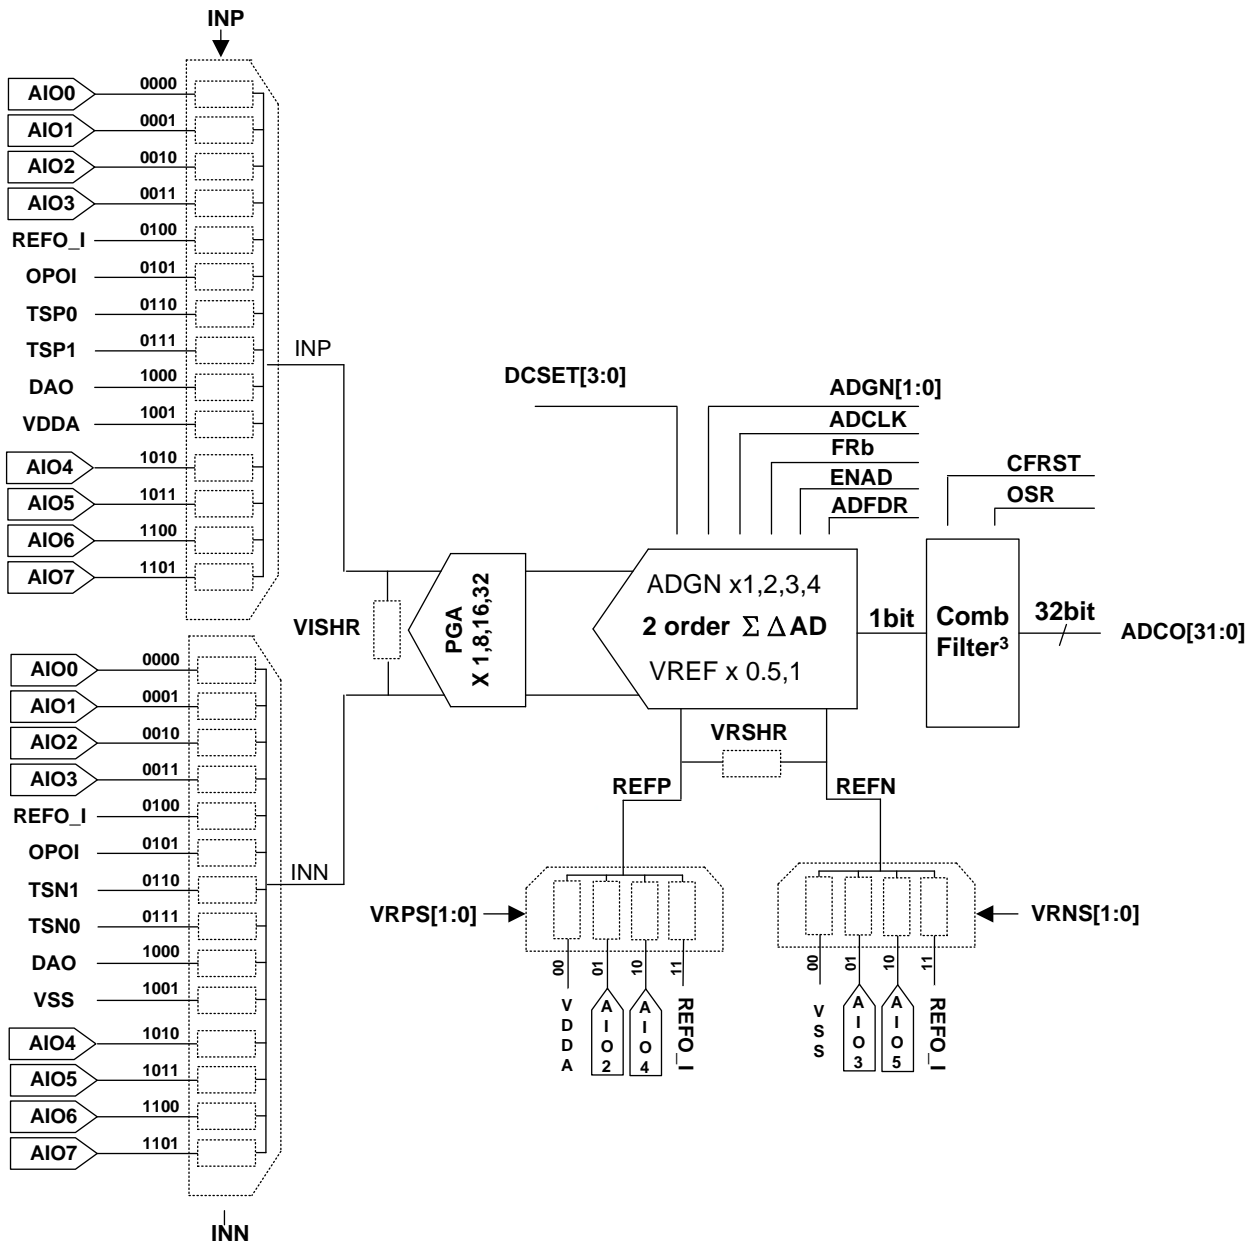 INP
AIO0 0000
AIO1 0001
AIO2 0010
AIO3 0011
REFO_I 0100
OPOI 0101
TSP0 0110
TSP1 0111
DAO 1000
VDDA 1001
AIO4 1010
AIO5 1011
AIO6 1100
AIO7 1101
INP
DCSET[3:0]
ADGN[1:0]
ADCLK
FRb
ENAD
ADFDR
CFRST
OSR
VISHR
PGA
X 1,8,16,32
ADGN x1,2,3,4
2 order Σ Δ AD
VREF x 0.5,1
1bit
Comb
Filter³
32bit
ADCO[31:0]
AIO0 0000
AIO1 0001
AIO2 0010
AIO3 0011
REFO_I 0100
OPOI 0101
TSN1 0110
TSN0 0111
DAO 1000
VSS 1001
AIO4 1010
AIO5 1011
AIO6 1100
AIO7 1101
INN
INN
VRSHR
REFP
REFN
VRPS[1:0]
00 01 10 11
VDDA AIO2 AIO4 REFO_I
VRNS[1:0]
00 01 10 11
VSS AIO3 AIO5 REFO_I